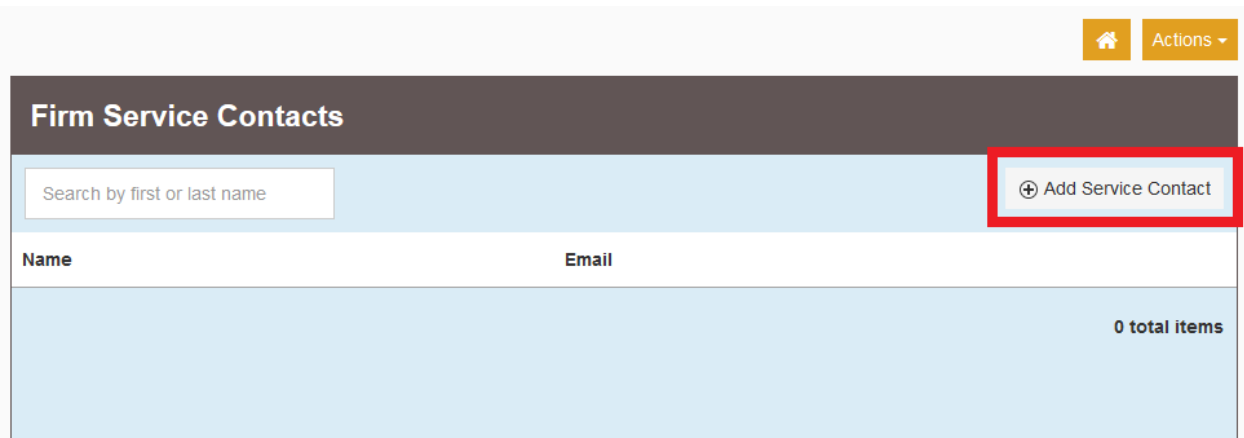 Actions
Firm Service Contacts
Search by first or last name
Add Service Contact
Name Email
0 total items